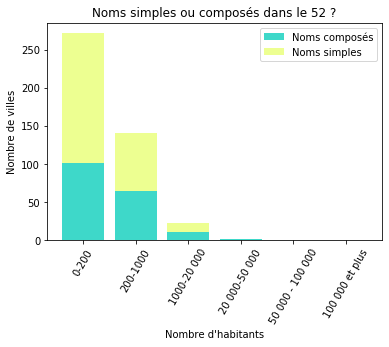 Noms simples ou composés dans le 52 ?
Noms composés
Noms simples
Nombre de villes
250
200
150
100
50
0
0-200
200-1000
1000-20 000
20 000-50 000
50 000 - 100 000
100 000 et plus
Nombre d'habitants